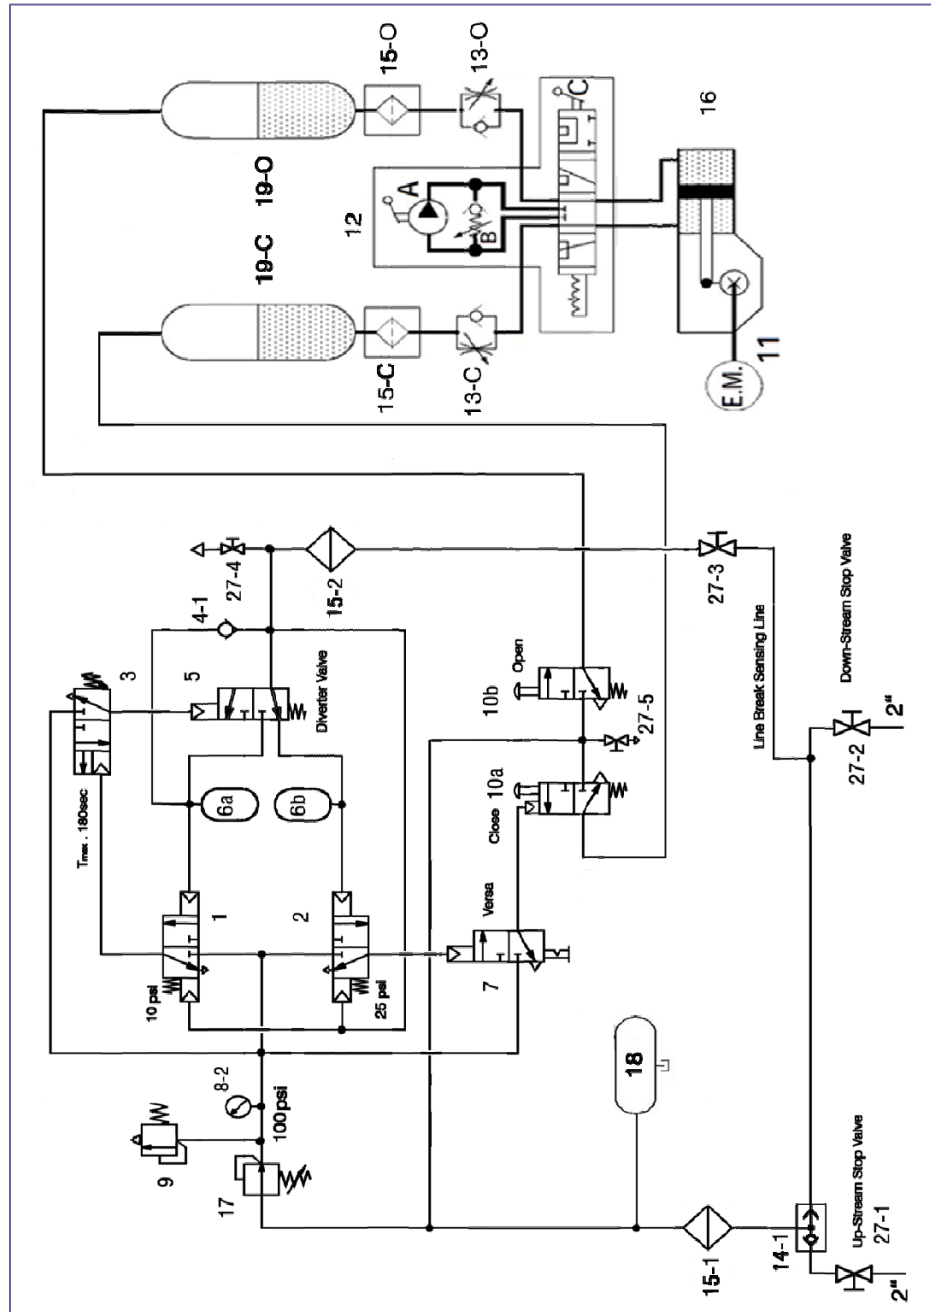 15-O
13-O
19-O
12
A
B
C
16
19-C
15-C
13-C
E.M.
11
27-4
15-2
4-1
3
5
Diverter Valve
27-3
Line Break Sensing Line
Down-Stream Stop Valve
27-2
2"
Open
10b
27-5
10a
Close
6a
6b
Tmax . 180sec
1
2
Versa
7
10 psi
25 psi
8-2
100psi
9
17
18
15-1
14-1
Up-Stream Stop Valve
27-1
2"